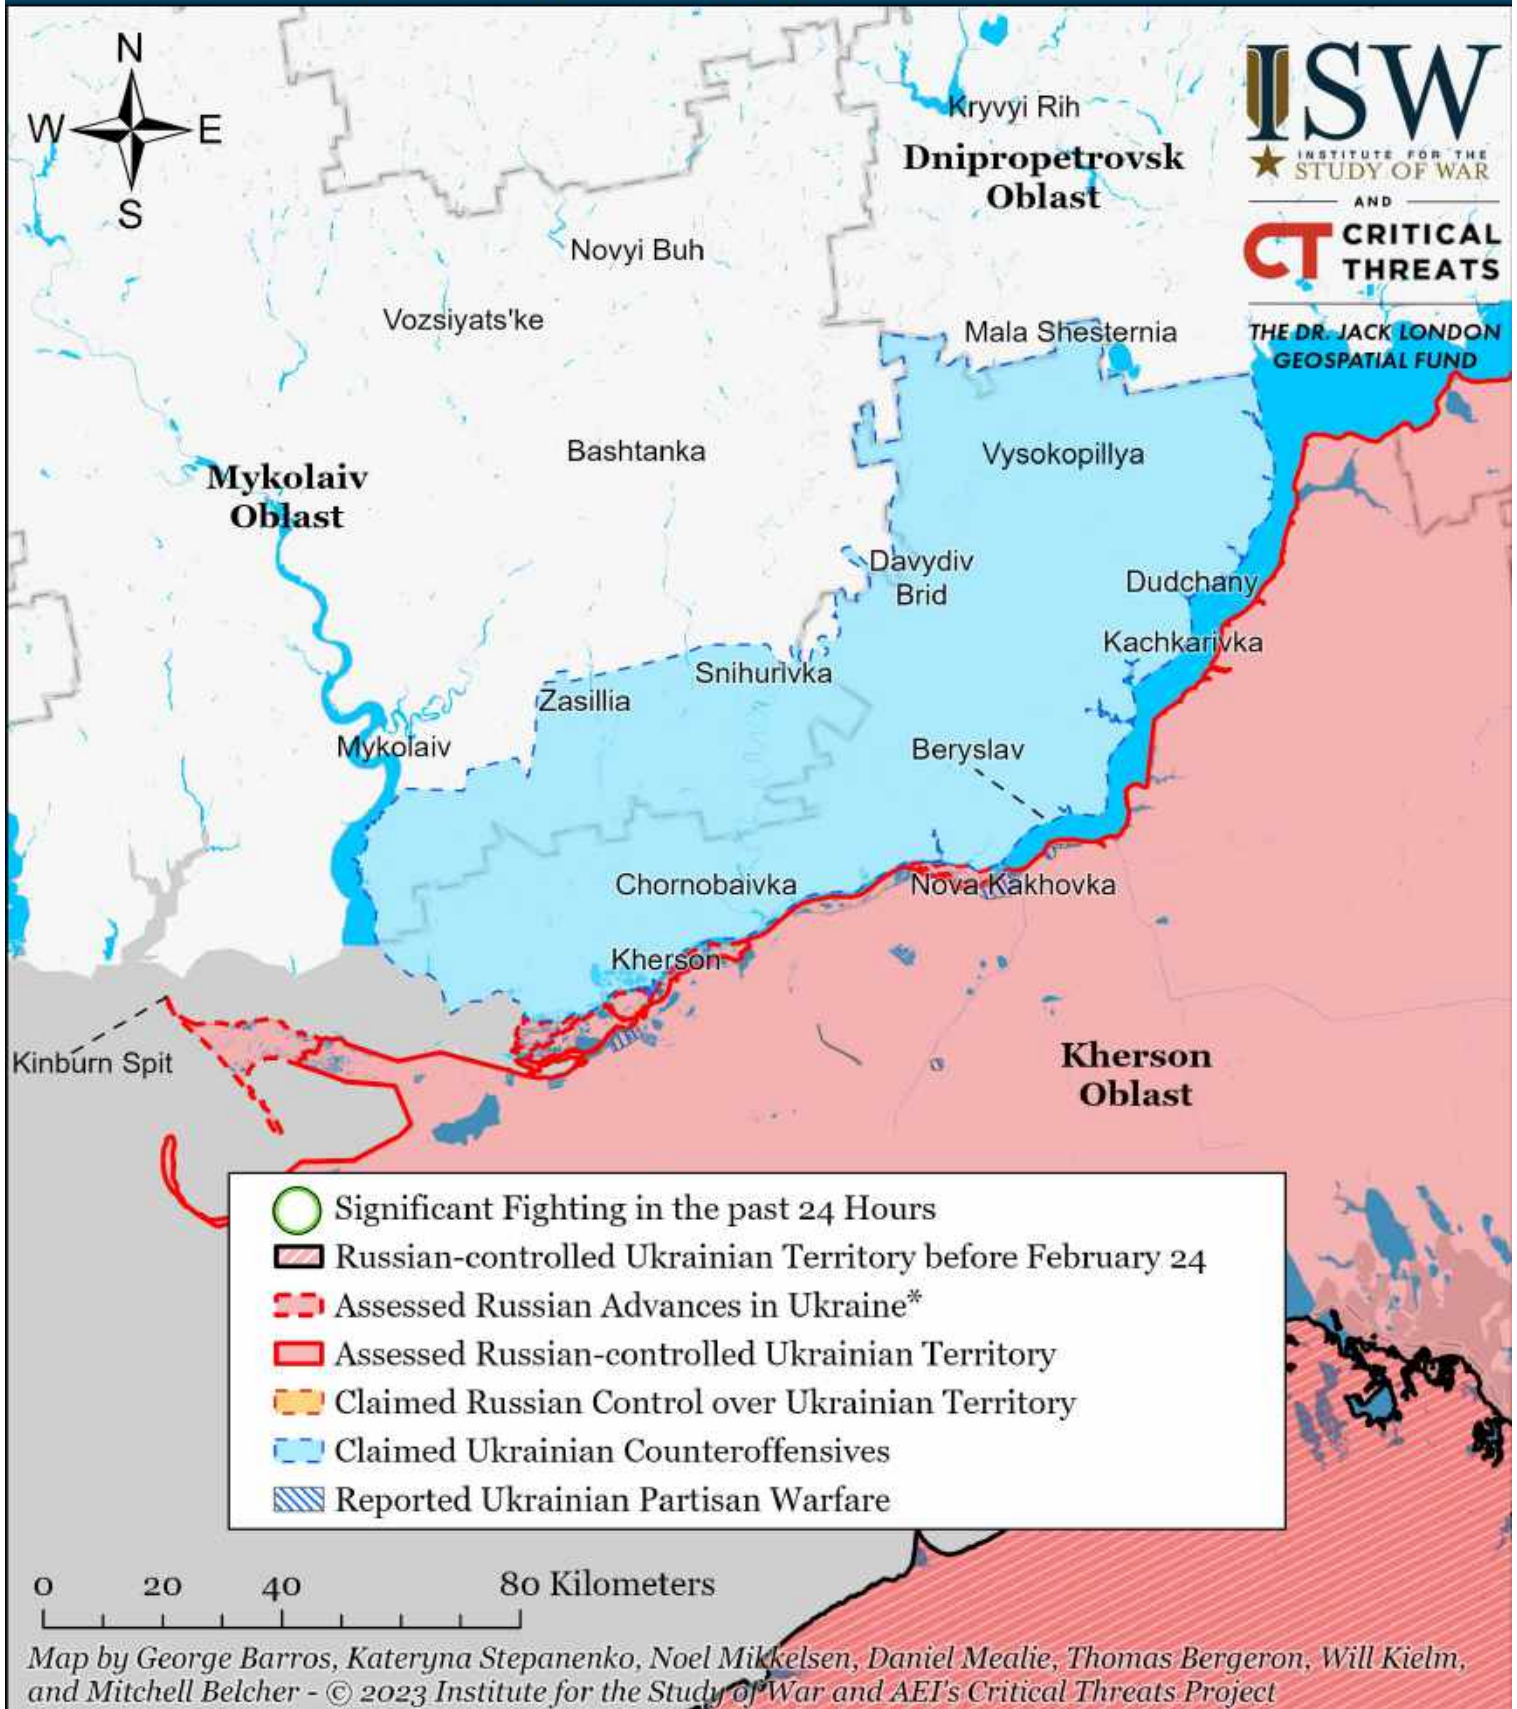 N
W E
S
Kryvyi Rih
Dnipropetrovsk
Oblast
ISW
INSTITUTE FOR THE
STUDY OF WAR
AND
CT CRITICAL
THREATS
THE DR. JACK LONDON
GEOSPATIAL FUND
Novyi Buh
Vozsiyats'ke
Mala Shesternia
Bashtanka
Vysokopillya
Mykolaiv
Oblast
Davydiv
Brid
Dudchany
Kachkarivka
Snihurivka
Zasillia
Mykolaiv
Beryslav
Chornobaivka
Nova Kakhovka
Kherson
Kinburn Spit
Kherson
Oblast
Significant Fighting in the past 24 Hours
Russian-controlled Ukrainian Territory before February 24
Assessed Russian Advances in Ukraine*
Assessed Russian-controlled Ukrainian Territory
Claimed Russian Control over Ukrainian Territory
Claimed Ukrainian Counteroffensives
Reported Ukrainian Partisan Warfare
0 20 40 80 Kilometers
Map by George Barros, Kateryna Stepanenko, Noel Mikkelsen, Daniel Mealie, Thomas Bergeron, Will Kielm,
and Mitchell Belcher - © 2023 Institute for the Study of War and AEI's Critical Threats Project